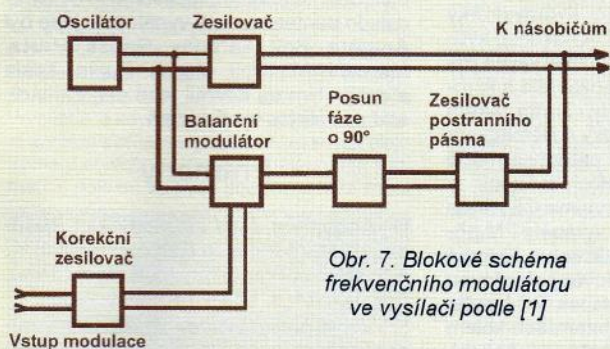 Oscilátor
Zesilovač
K násobičům
Balanční
modulátor
Posun
fáze
o 90°
Zesilovač
postranního
pásma
Korekční
zesilovač
Vstup modulace
Obr. 7. Blokové schéma
frekvenčního modulátoru
ve vysílači podle [1]